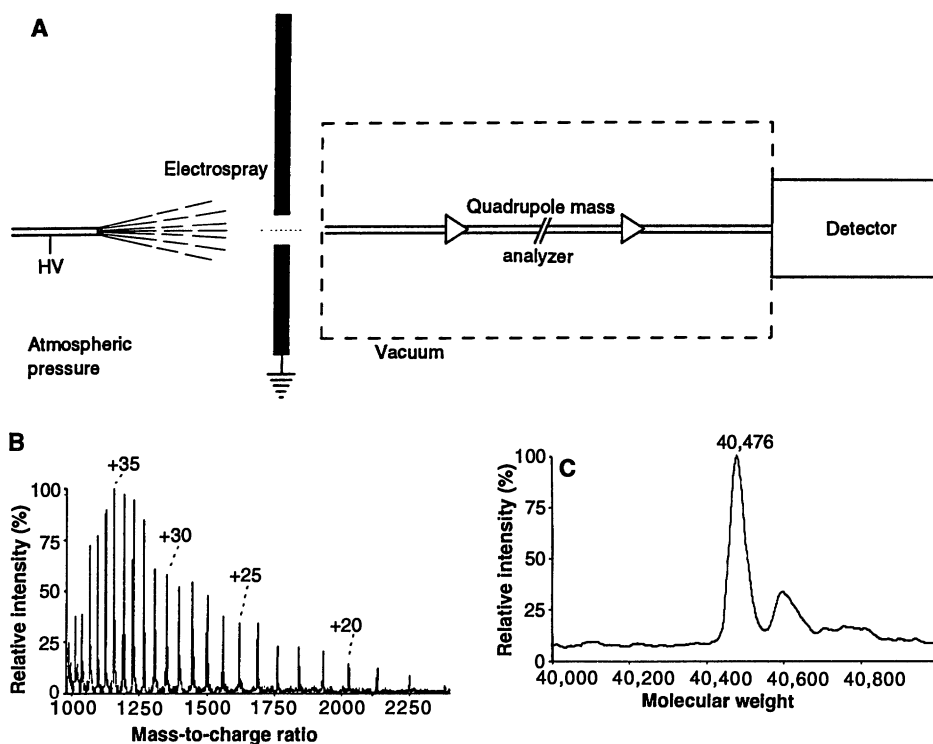 A
Electrospray
Quadrupole mass
analyzer
Detector
HV
Atmospheric
pressure
Vacuum
B
+35
+30
+25
+20
100
75
50
25
0
Relative intensity (%)
1000 1250 1500 1750 2000 2250
Mass-to-charge ratio
C
40,476
100
75
50
25
0
Relative intensity (%)
40,000 40,200 40,400 40,600 40,800
Molecular weight